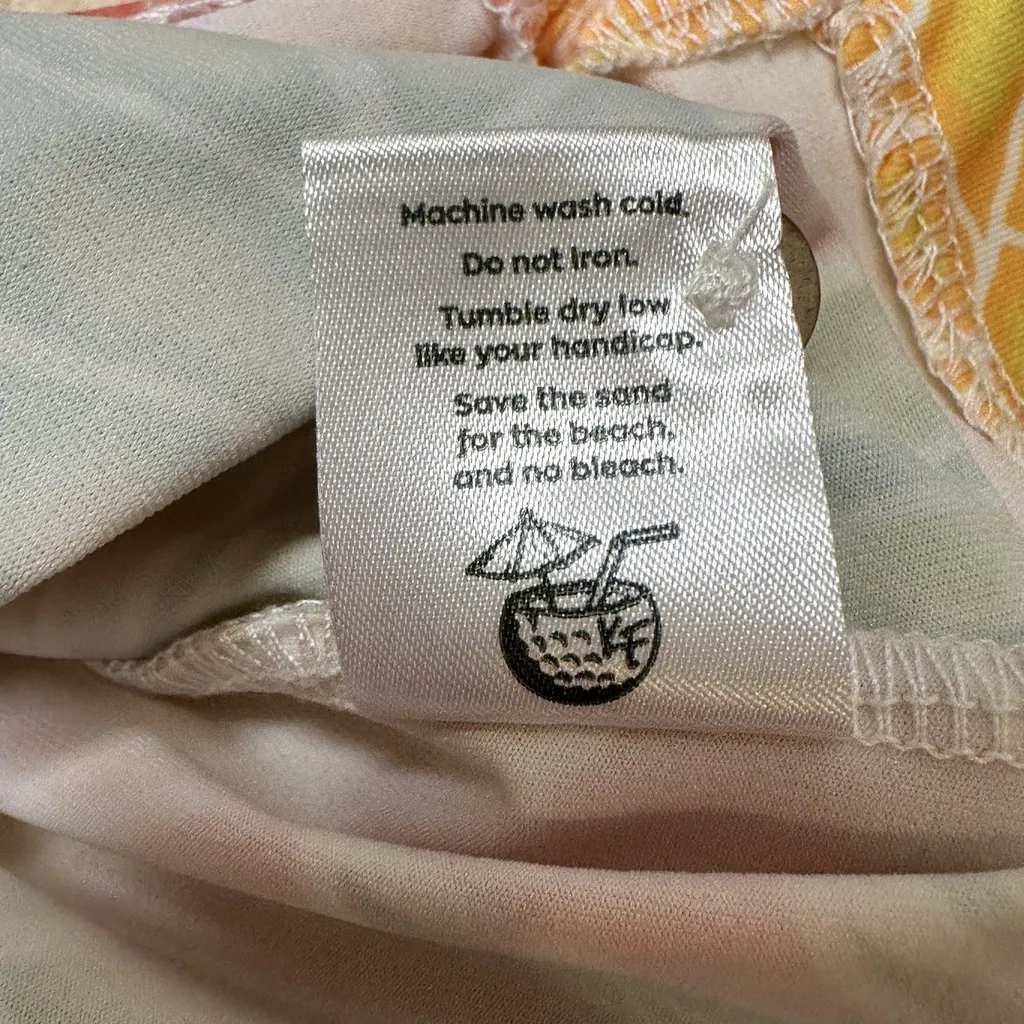 Machine wash cold.
Do not iron.
Tumble dry low
like your handicap.
Save the sand
for the beach,
and no bleach.
KF